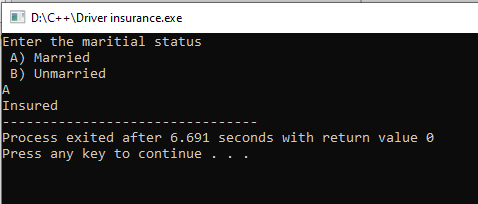 D:\C++\Driver insurance.exe
Enter the maritial status
A) Married
B) Unmarried
A
Insured
--------------------------------
Process exited after 6.691 seconds with return value 0
Press any key to continue . . .